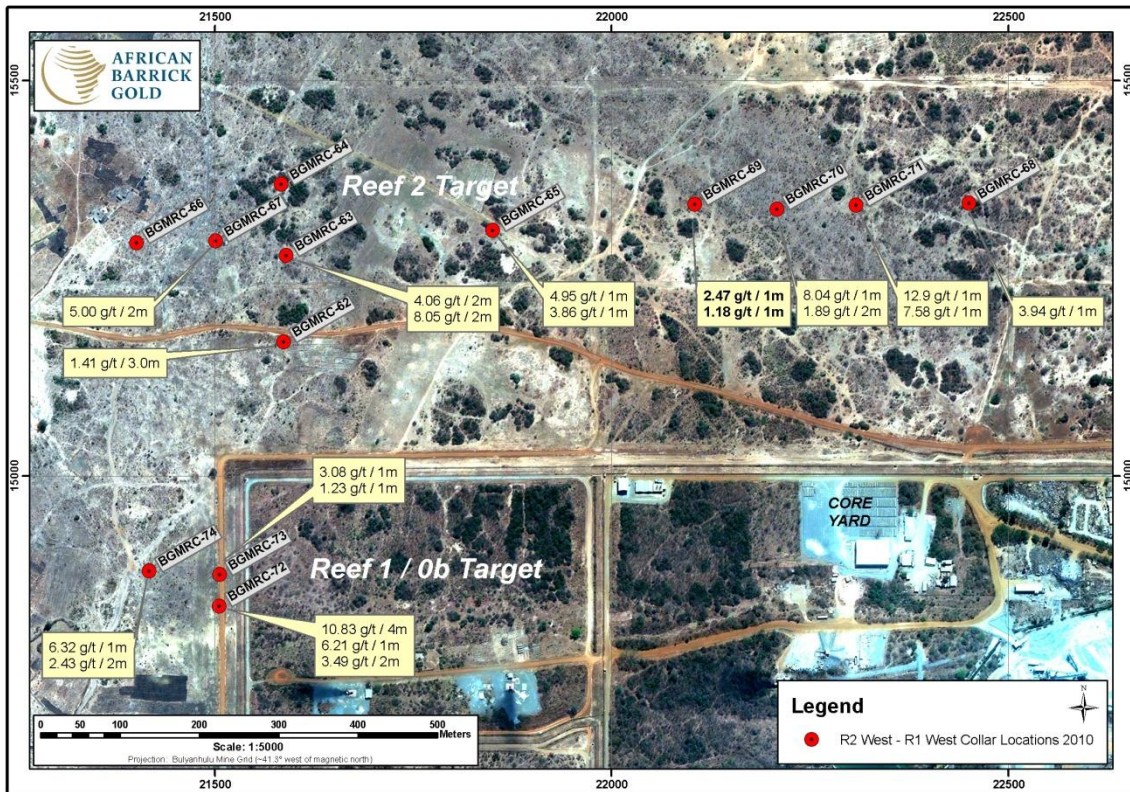 21500
22000
22500
15500
15500
AFRICAN
BARRICK
GOLD
BGMRC-64
Reef 2 Target
BGMRC-66
BGMRC-67
BGMRC-63
BGMRC-65
BGMRC-69
BGMRC-70
BGMRC-71
BGMRC-68
5.00 g/t / 2m
4.06 g/t / 2m
8.05 g/t / 2m
4.95 g/t / 1m
3.86 g/t / 1m
2.47 g/t / 1m
1.18 g/t / 1m
8.04 g/t / 1m
1.89 g/t / 2m
12.9 g/t / 1m
7.58 g/t / 1m
3.94 g/t / 1m
BGMRC-62
1.41 g/t / 3.0m
15000
15000
3.08 g/t / 1m
1.23 g/t / 1m
CORE
YARD
BGMRC-74
BGMRC-73
BGMRC-72
Reef 1 / 0b Target
6.32 g/t / 1m
2.43 g/t / 2m
10.83 g/t / 4m
6.21 g/t / 1m
3.49 g/t / 2m
0 50 100 200 300 400 500
Meters
Scale: 1:5000
Projection: Bulyanhulu Mine Grid (~41.3° west of magnetic north)
Legend
N
R2 West - R1 West Collar Locations 2010
21500
22000
22500